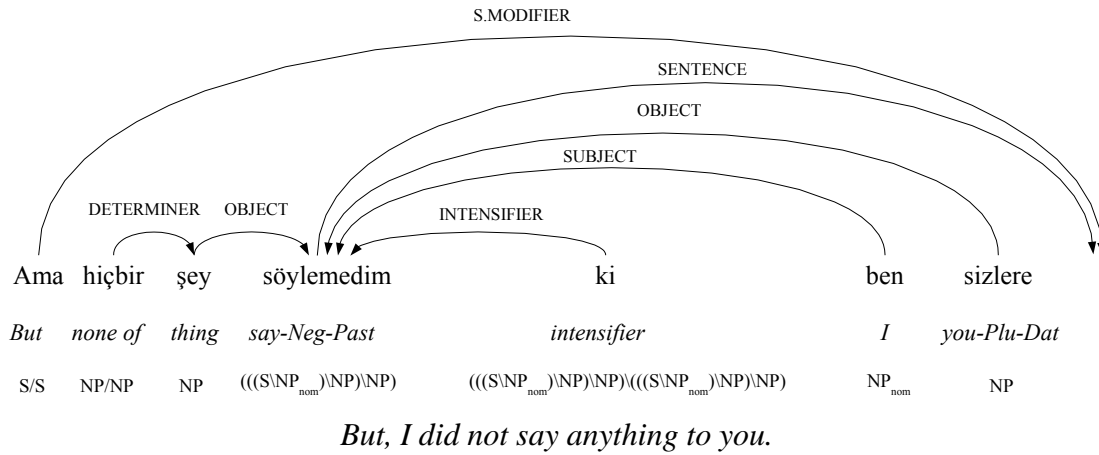 S.MODIFIER
SENTENCE
OBJECT
SUBJECT
DETERMINER OBJECT INTENSIFIER
Ama hiçbir şey söylemedim ki ben sizlere
But none of thing say-Neg-Past intensifier I you-Plu-Dat
S/S NP/NP NP (((S\NPnom)\NP)\NP) (((S\NPnom)\NP)\NP)\(((S\NPnom)\NP)\NP) NPnom NP
But, I did not say anything to you.